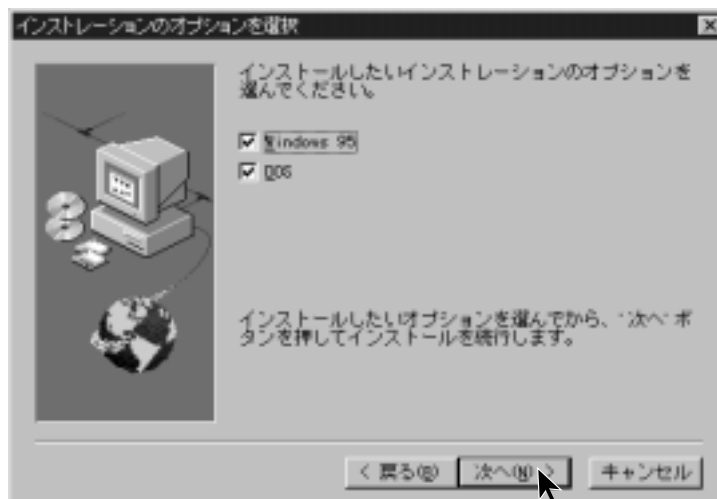 インストレーションのオプションを選択
インストールしたいインストレーションのオプションを
選んでください。
Windows 95
DOS
インストールしたいオプションを選んでから、"次へ"ボ
タンを押してインストールを続行します。
< 戻る(B)
次へ(N) >
キャンセル